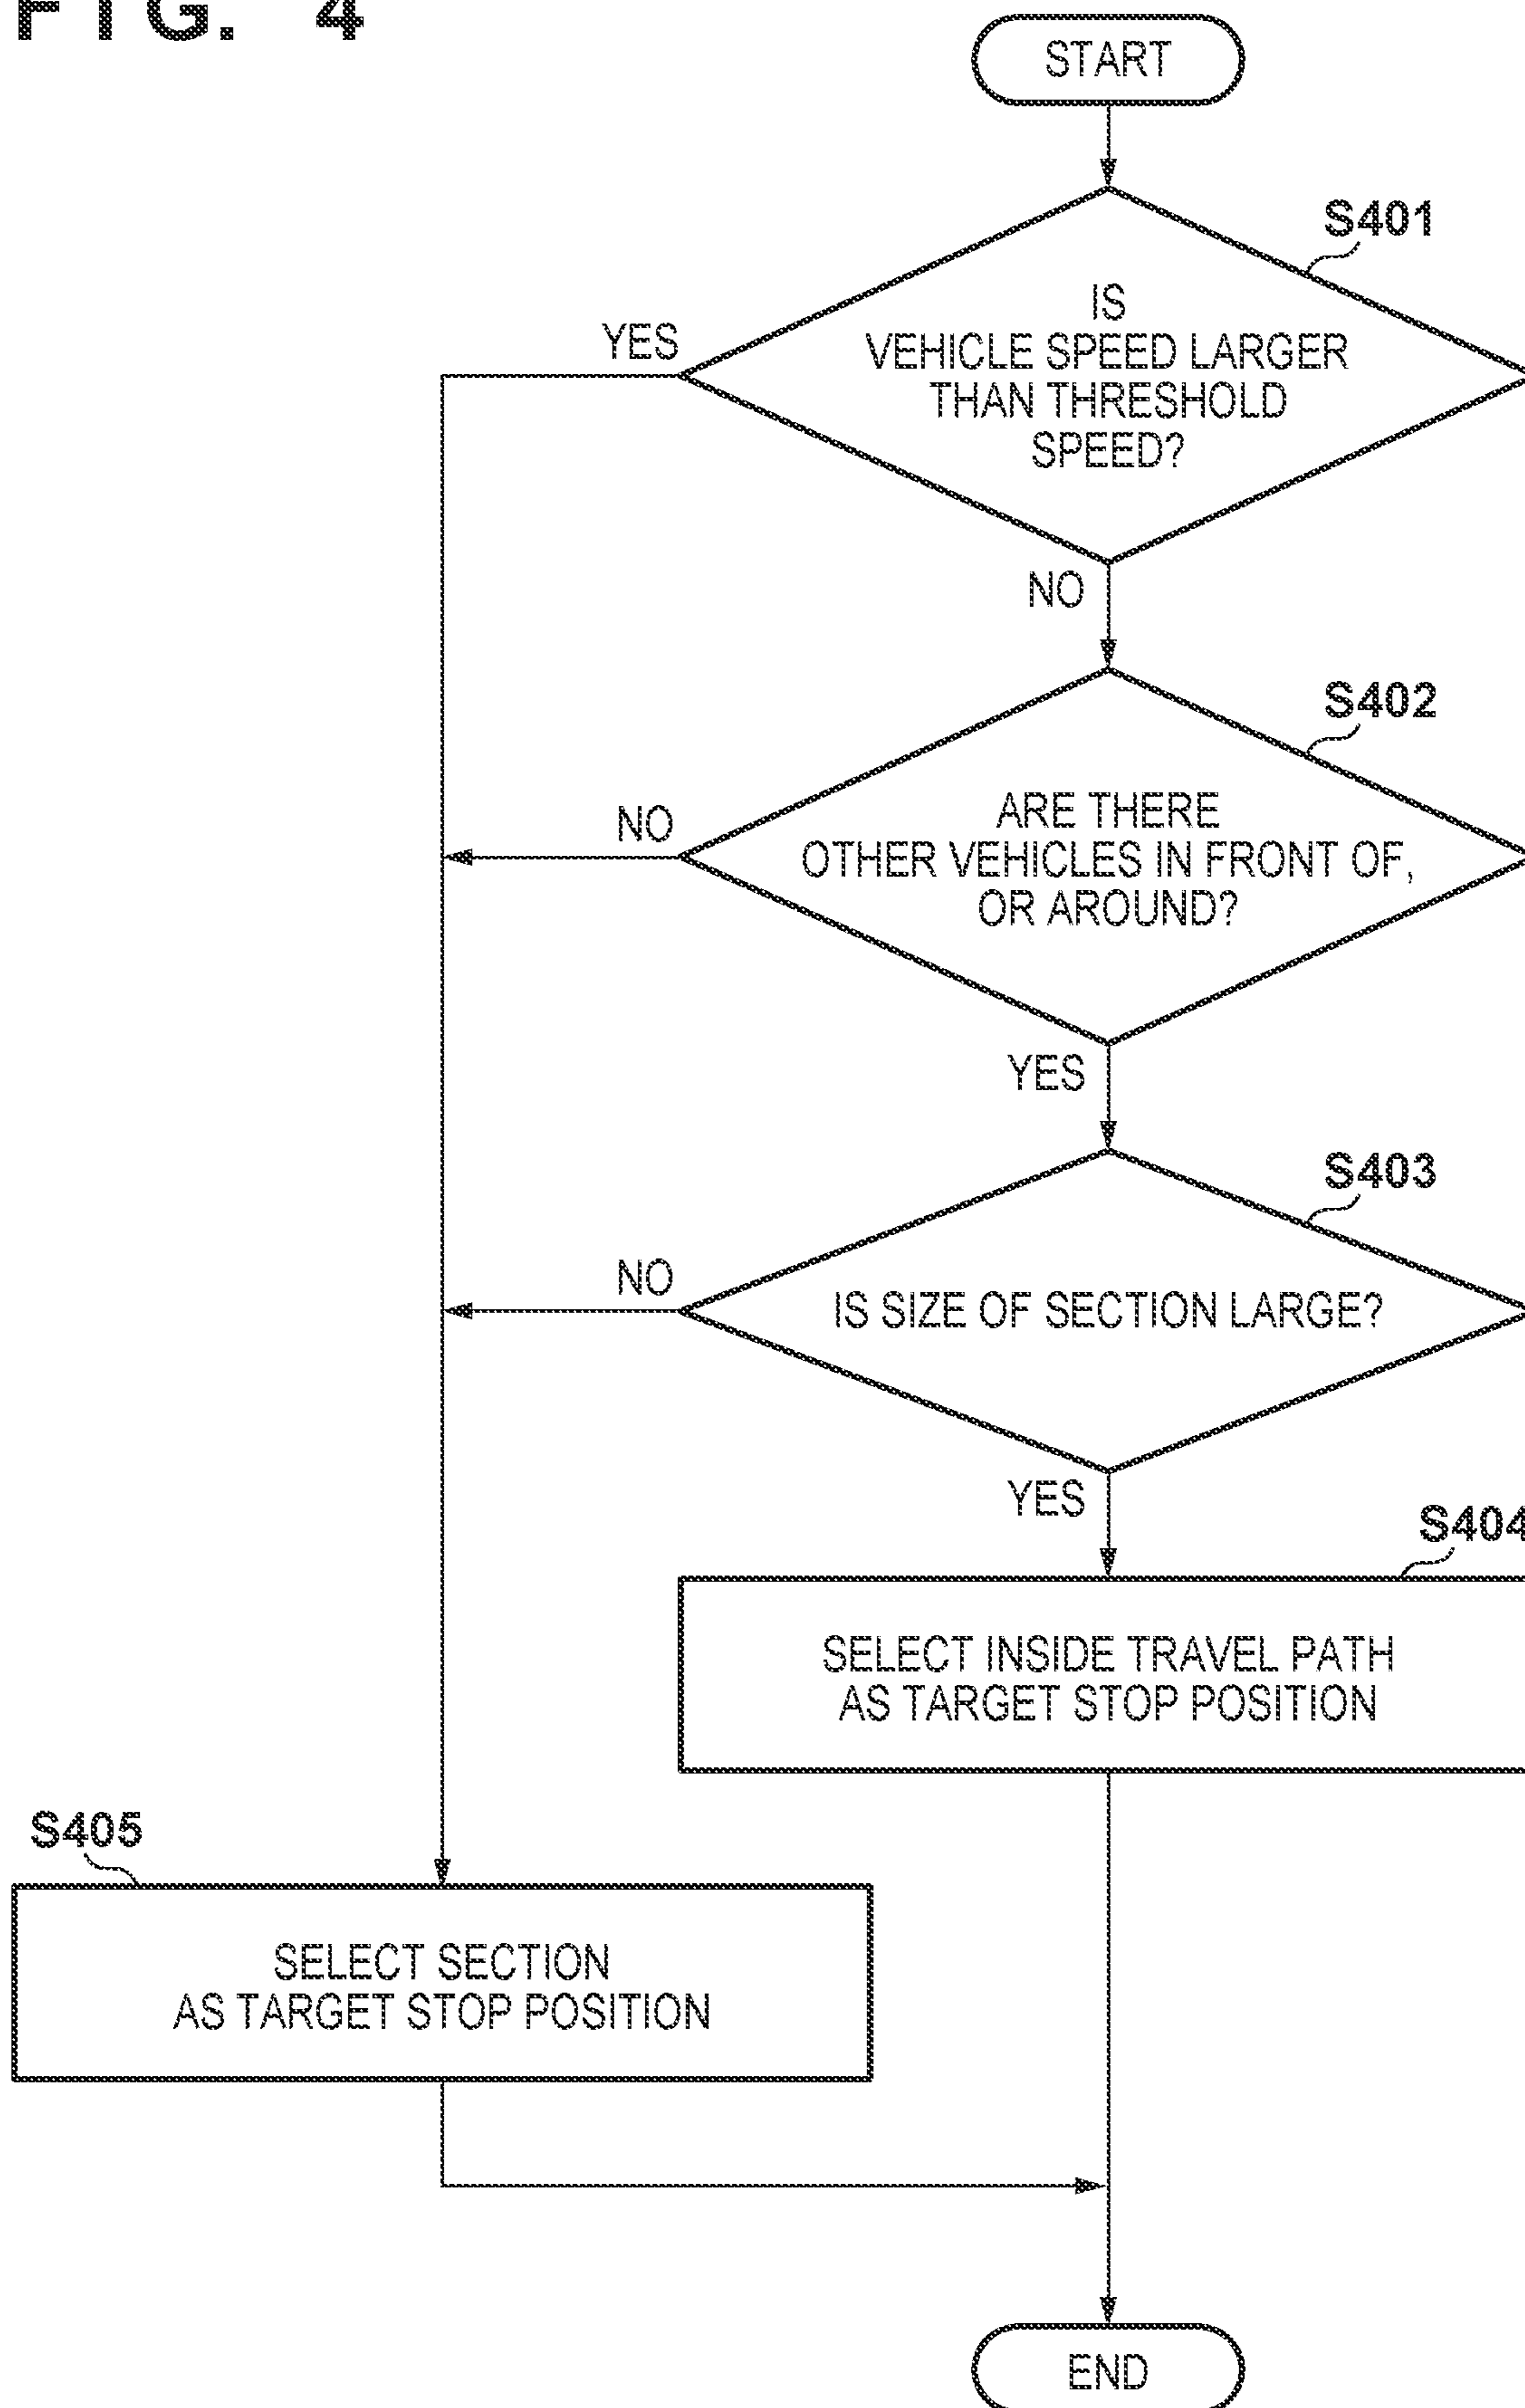 FIG. 4
START
S401
IS
VEHICLE SPEED LARGER
THAN THRESHOLD
SPEED?
YES
NO
S402
ARE THERE
OTHER VEHICLES IN FRONT OF,
OR AROUND?
NO
YES
S403
IS SIZE OF SECTION LARGE?
NO
YES
S404
SELECT INSIDE TRAVEL PATH
AS TARGET STOP POSITION
S405
SELECT SECTION
AS TARGET STOP POSITION
END